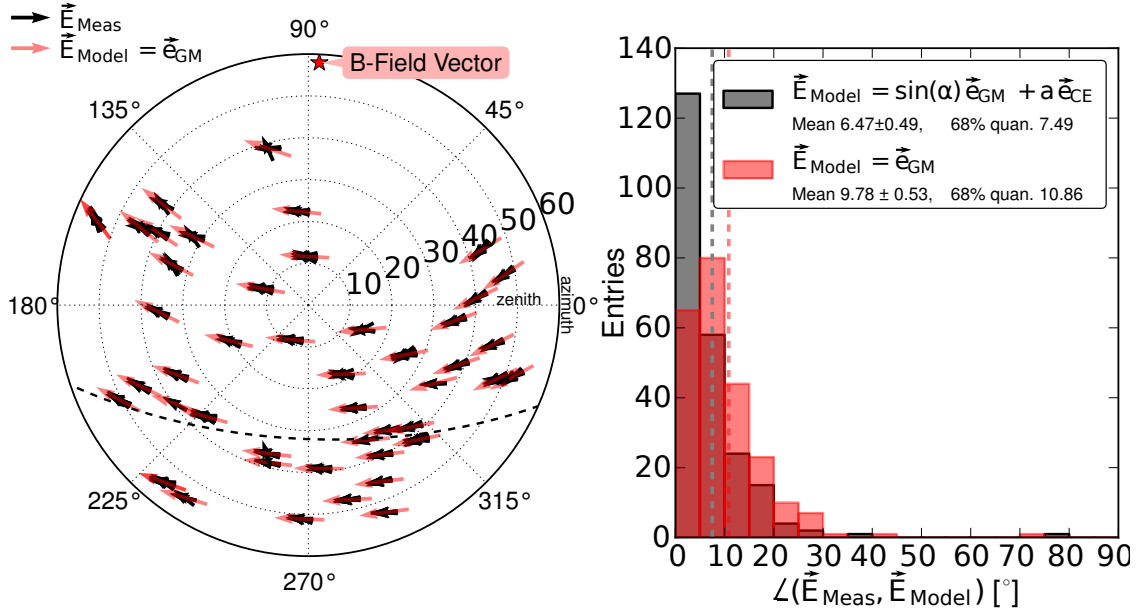 E⃗Meas
E⃗Model = e⃗GM
90°
B-Field Vector
135°
45°
60
50
40
30
20
10
180°
zenith
azimuth
0°
225°
315°
270°
140
120
100
80
60
40
20
0
Entries
E⃗Model = sin(α)e⃗GM + ae⃗CE
Mean 6.47±0.49, 68% quan. 7.49
E⃗Model = e⃗GM
Mean 9.78 ± 0.53, 68% quan. 10.86
0 10 20 30 40 50 60 70 80 90
∠(E⃗Meas, E⃗Model) [°]